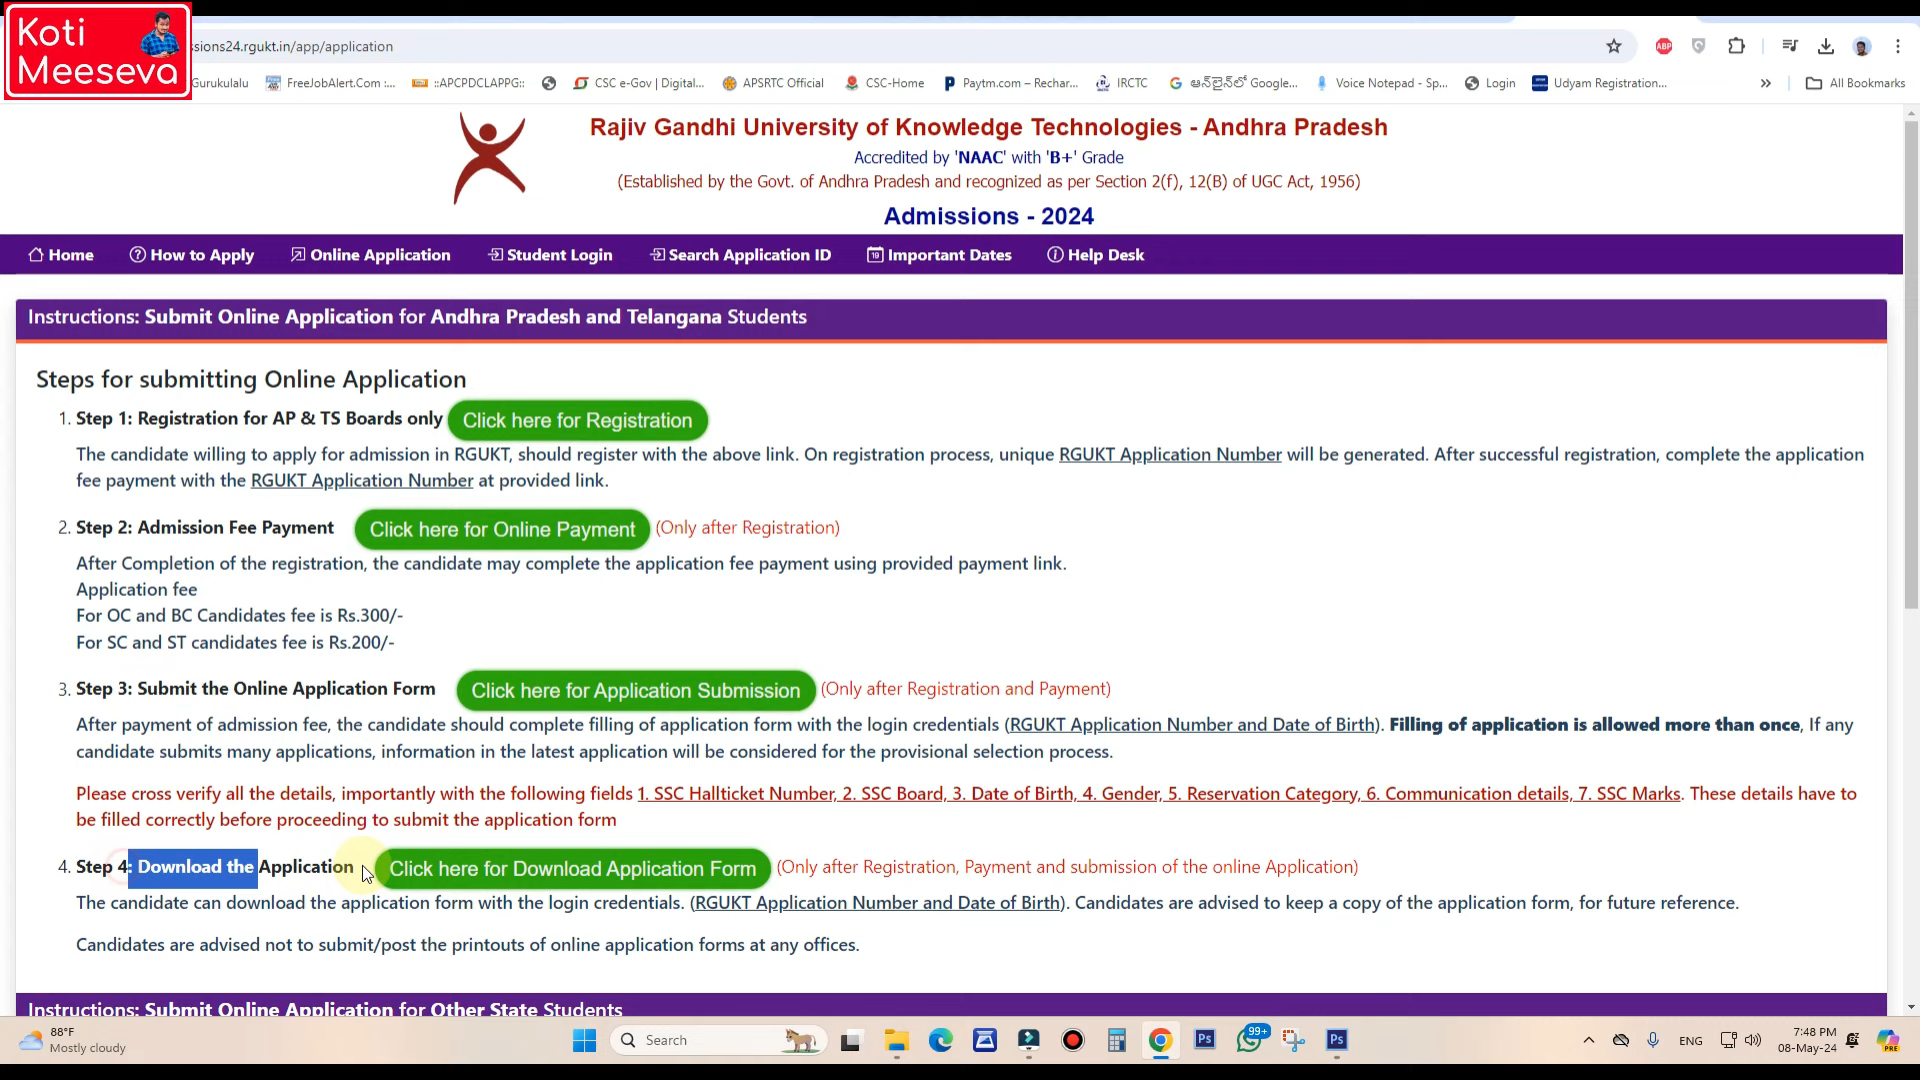 Koti
Meeseva
sions24.rgukt.in/app/application
ABP
Gurukulalu
FreeJobAlert.Com :...
::APCPDCLAPPG::
CSC e-Gov | Digital...
APSRTC Official
CSC-Home
Paytm.com – Rechar...
IRCTC
ఆన్‌లైన్‌లో Google...
Voice Notepad - Sp...
Login
Udyam Registration...
All Bookmarks
Rajiv Gandhi University of Knowledge Technologies - Andhra Pradesh
Accredited by 'NAAC' with 'B+' Grade
(Established by the Govt. of Andhra Pradesh and recognized as per Section 2(f), 12(B) of UGC Act, 1956)
Admissions - 2024
Home
How to Apply
Online Application
Student Login
Search Application ID
Important Dates
Help Desk
Instructions: Submit Online Application for Andhra Pradesh and Telangana Students
Steps for submitting Online Application
1. Step 1: Registration for AP & TS Boards only Click here for Registration
The candidate willing to apply for admission in RGUKT, should register with the above link. On registration process, unique RGUKT Application Number will be generated. After successful registration, complete the application
fee payment with the RGUKT Application Number at provided link.
2. Step 2: Admission Fee Payment Click here for Online Payment (Only after Registration)
After Completion of the registration, the candidate may complete the application fee payment using provided payment link.
Application fee
For OC and BC Candidates fee is Rs.300/-
For SC and ST candidates fee is Rs.200/-
3. Step 3: Submit the Online Application Form Click here for Application Submission (Only after Registration and Payment)
After payment of admission fee, the candidate should complete filling of application form with the login credentials (RGUKT Application Number and Date of Birth). Filling of application is allowed more than once, If any
candidate submits many applications, information in the latest application will be considered for the provisional selection process.
Please cross verify all the details, importantly with the following fields 1. SSC Hallticket Number, 2. SSC Board, 3. Date of Birth, 4. Gender, 5. Reservation Category, 6. Communication details, 7. SSC Marks. These details have to
be filled correctly before proceeding to submit the application form
4. Step 4: Download the Application Click here for Download Application Form (Only after Registration, Payment and submission of the online Application)
The candidate can download the application form with the login credentials. (RGUKT Application Number and Date of Birth). Candidates are advised to keep a copy of the application form, for future reference.
Candidates are advised not to submit/post the printouts of online application forms at any offices.
Instructions: Submit Online Application for Other State Students
88°F
Mostly cloudy
Search
Ps
99+
Ps
ENG
7:48 PM
08-May-24
PRE